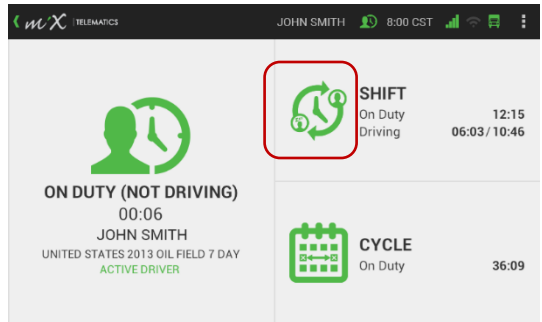 miX TELEMATICS
JOHN SMITH 8:00 CST
ON DUTY (NOT DRIVING)
00:06
JOHN SMITH
UNITED STATES 2013 OIL FIELD 7 DAY
ACTIVE DRIVER
SHIFT
On Duty 12:15
Driving 06:03/10:46
CYCLE
On Duty 36:09